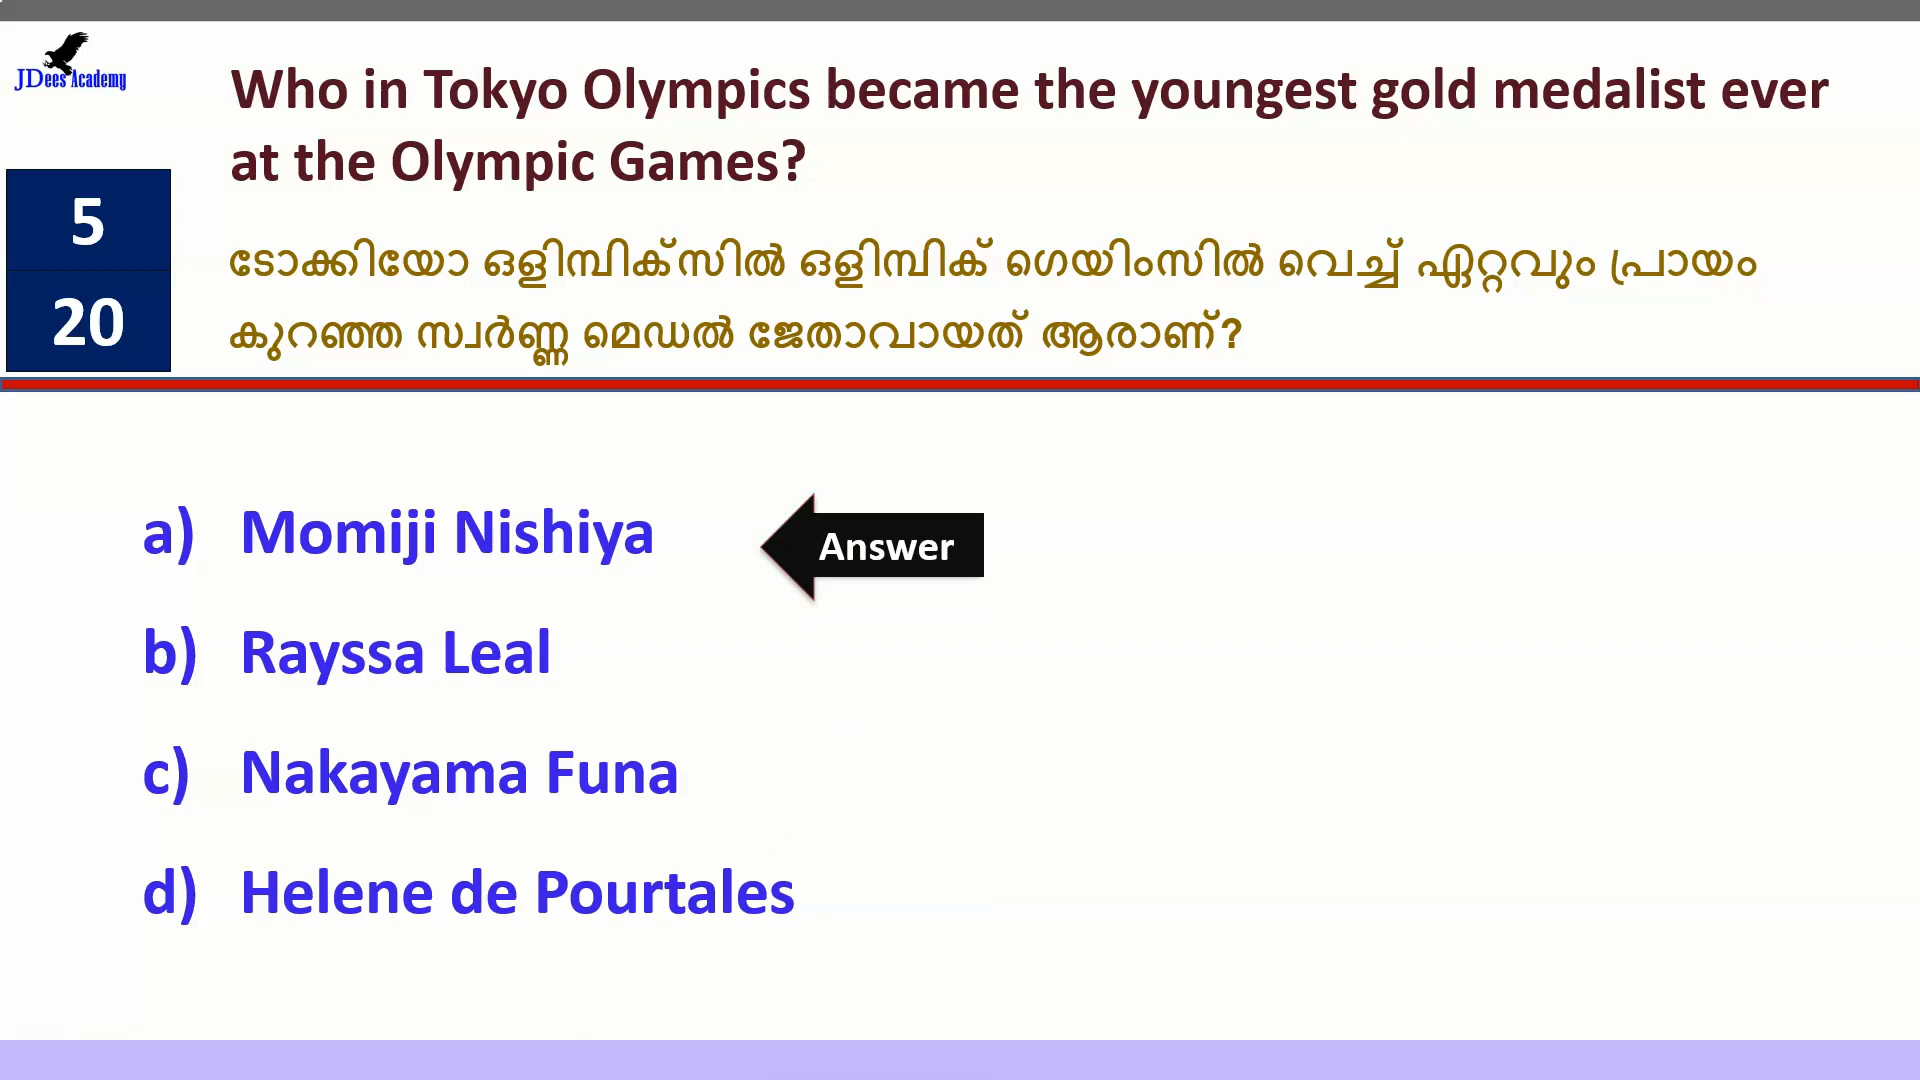 JDees Academy
Who in Tokyo Olympics became the youngest gold medalist ever
at the Olympic Games?
5
20
ടോക്കിയോ ഒളിമ്പിക്സിൽ ഒളിമ്പിക് ഗെയിംസിൽ വെച്ച് ഏറ്റവും പ്രായം
കുറഞ്ഞ സ്വർണ്ണ മെഡൽ ജേതാവായത് ആരാണ്?
a) Momiji Nishiya
Answer
b) Rayssa Leal
c) Nakayama Funa
d) Helene de Pourtales